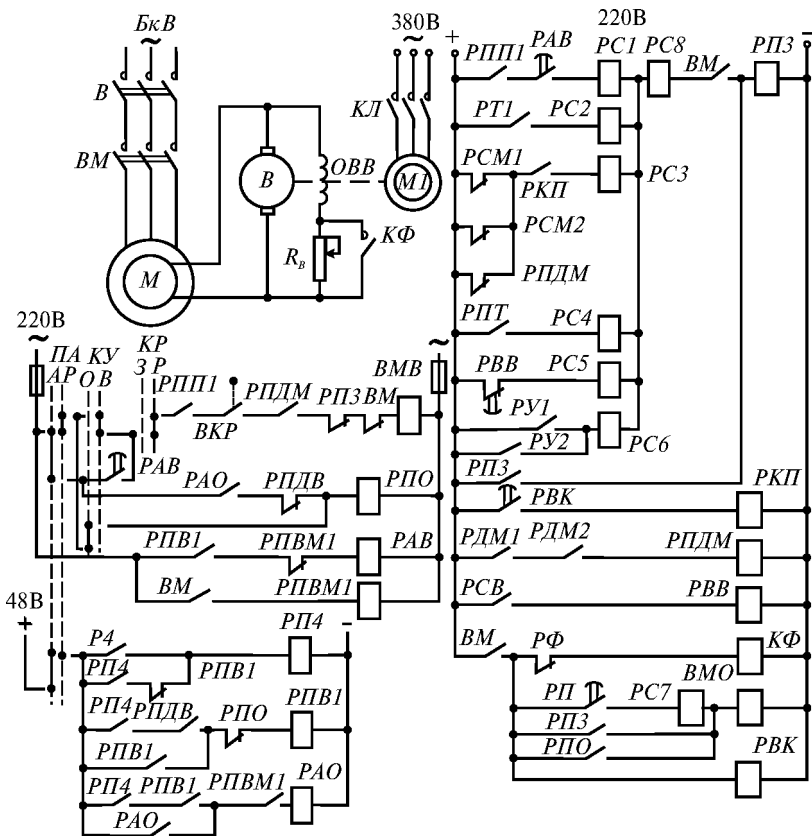 БкВ
~
В
ВМ
М
В
ОВВ
Rв
КФ
380В
~
КЛ
М1
+
220В
−
РПП1
РАВ
РС1
РС8
ВМ
РП3
РТ1
РС2
РСМ1
РКП
РС3
РСМ2
РПДМ
РПТ
РС4
РВВ
РС5
РУ1
РУ2
РС6
РП3
РВК
РКП
РДМ1
РДМ2
РПДМ
РСВ
РВВ
ВМ
РФ
КФ
РП
РС7
ВМО
РП3
РПО
РВК
220В
~
ПА
АР
КУ
О В
КР
З Р
РПП1
ВКР
РПДМ
РП3
ВМ
ВМВ
~
РАВ
РАО
РПДВ
РПО
РПВ1
РПВМ1
РАВ
ВМ
РПВМ1
48В
+
Р4
РП4
−
РП4
РПВ1
РП4
РПДВ
РПО
РПВ1
РПВ1
РП4
РПВ1
РПВМ1
РАО
РАО